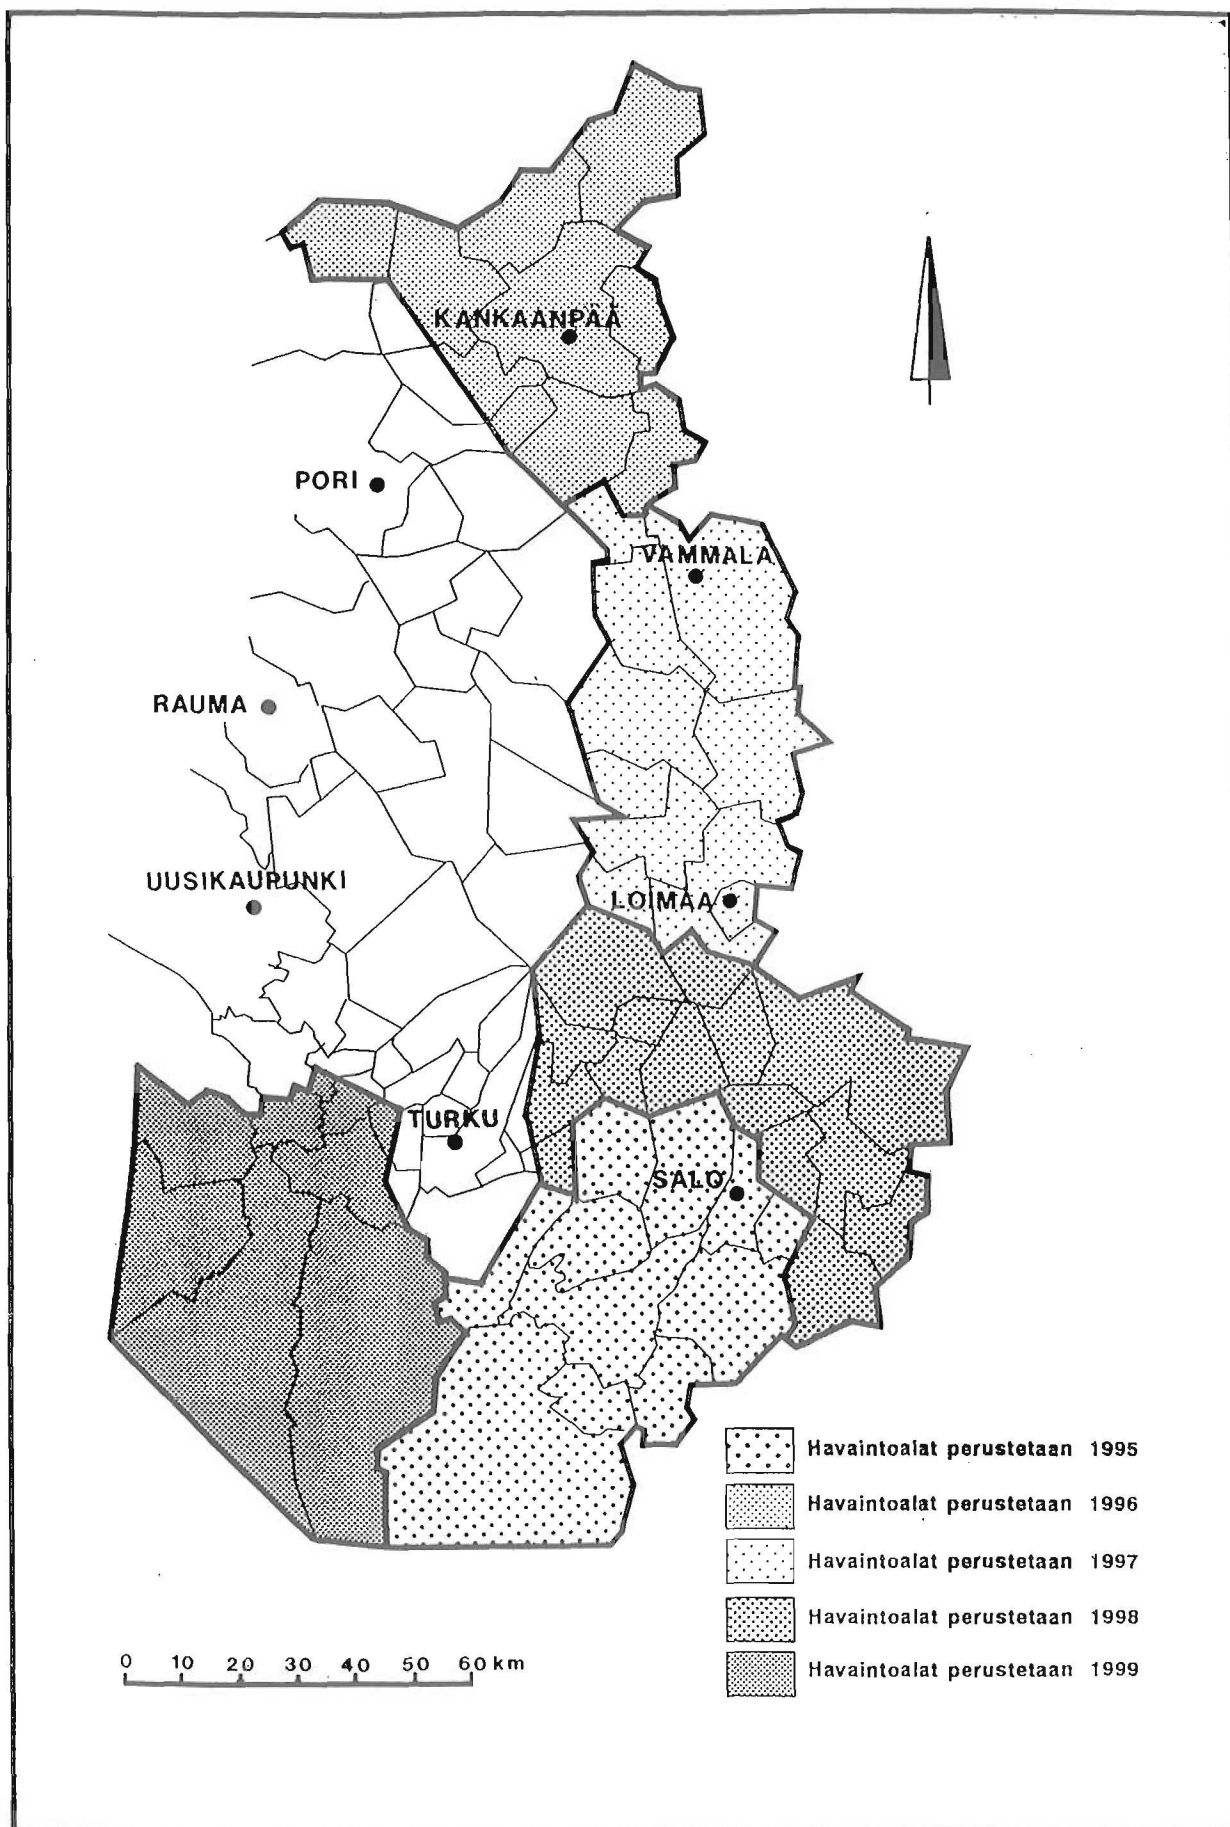 KANKAANPÄÄ
PORI
VAMMALA
RAUMA
UUSIKAUPUNKI
LOIMAA
TURKU
SALO
Havaintoalat perustetaan 1995
Havaintoalat perustetaan 1996
Havaintoalat perustetaan 1997
Havaintoalat perustetaan 1998
Havaintoalat perustetaan 1999
0 10 20 30 40 50 60 km